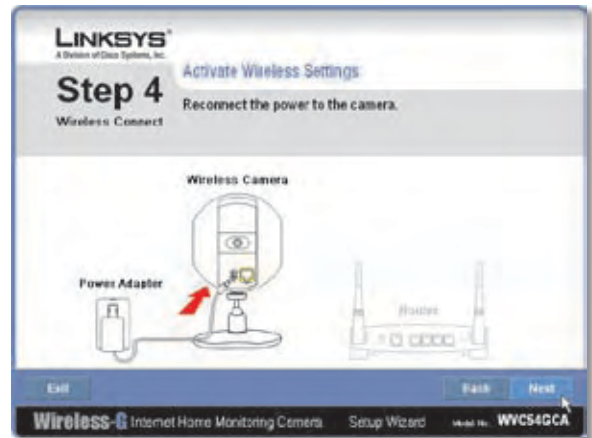 LINKSYS®
A Division of Cisco Systems, Inc.
Step 4
Wireless Connect
Activate Wireless Settings
Reconnect the power to the camera.
Wireless Camera
Power Adapter
Router
Exit
Back
Next
Wireless-G Internet Home Monitoring Camera Setup Wizard Model No. WVC54GCA